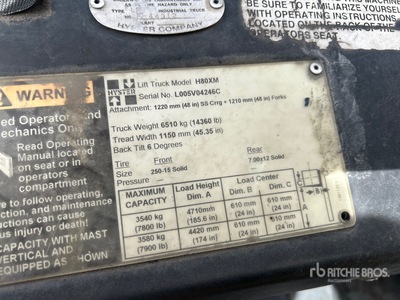 HYSTER COMPANY
INDUSTRIAL TRUCK
BE SURE TO FAMILIARIZE YOURSELF
WITH OPERATING INSTRUCTIONS
LOCATED ON THE BACK OF THE
OPERATORS SEAT
WARNING
Operator and
Mechanics Only
Read Operating
Manual located
on seat or in
operators
compartment
to follow operating,
inspection, and maintenance
instructions can
cause
injury or death
CAPACITY WITH MAST
VERTICAL AND
EQUIPPED AS SHOWN
HYSTER
Lift Truck Model H80XM
Serial No. L005V04246C
Attachment: 1220 mm (48 in) SS Crrg + 1210 mm (48 in) Forks
Truck Weight 6510 kg (14360 lb)
Tread Width 1150 mm (45.35 in)
Back Tilt 6 Degrees
Tire Front Rear
Size 250-15 Solid 7.00x12 Solid
Pressure — —
MAXIMUM CAPACITY Load Height Dim. A Load Center Dim. B Dim. C
3540 kg (7800 lb) 4710mm (185.6 in) 610 mm (24 in) 610 mm (24 in)
3580 kg (7900 lb) 4420 mm (174 in) 610 mm (24 in) 610 mm (24 in)
A
B
C
rb RITCHIE BROS.
Auctioneers